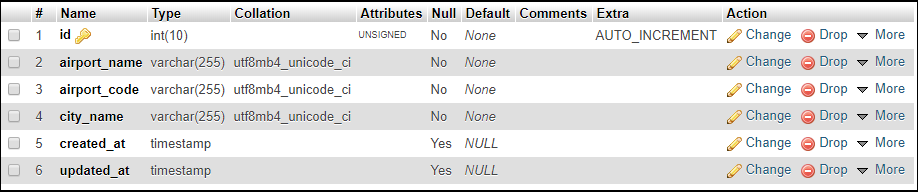 # Name Type Collation Attributes Null Default Comments Extra Action
1 id int(10) UNSIGNED No None AUTO_INCREMENT Change Drop More
2 airport_name varchar(255) utf8mb4_unicode_ci No None Change Drop More
3 airport_code varchar(255) utf8mb4_unicode_ci No None Change Drop More
4 city_name varchar(255) utf8mb4_unicode_ci No None Change Drop More
5 created_at timestamp Yes NULL Change Drop More
6 updated_at timestamp Yes NULL Change Drop More